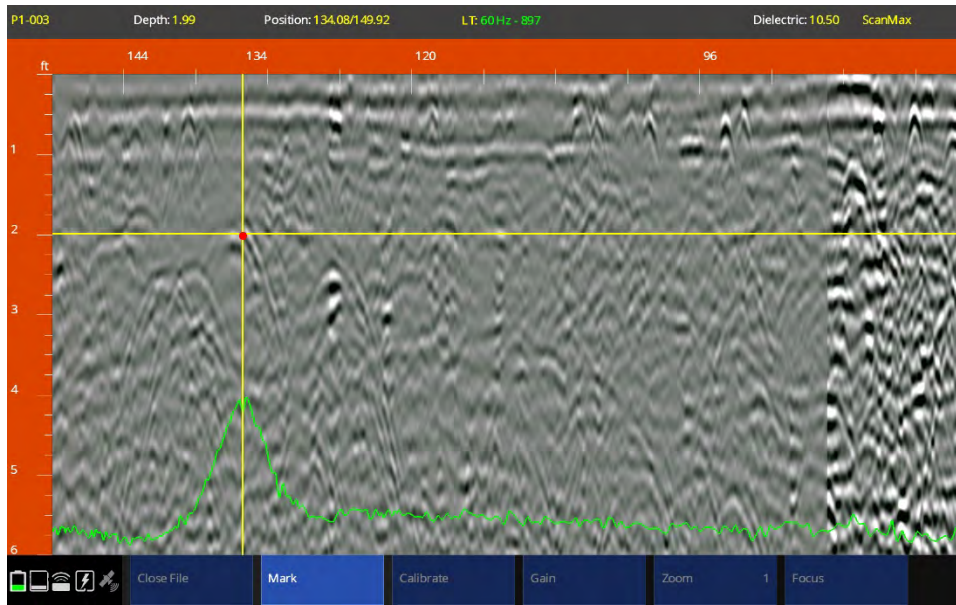 P1-003 Depth: 1.99 Position: 134.08/149.92 LT: 60 Hz - 897 Dielectric: 10.50 ScanMax
ft 144 134 120 96
1
2
3
4
5
6
Close File Mark Calibrate Gain Zoom 1 Focus